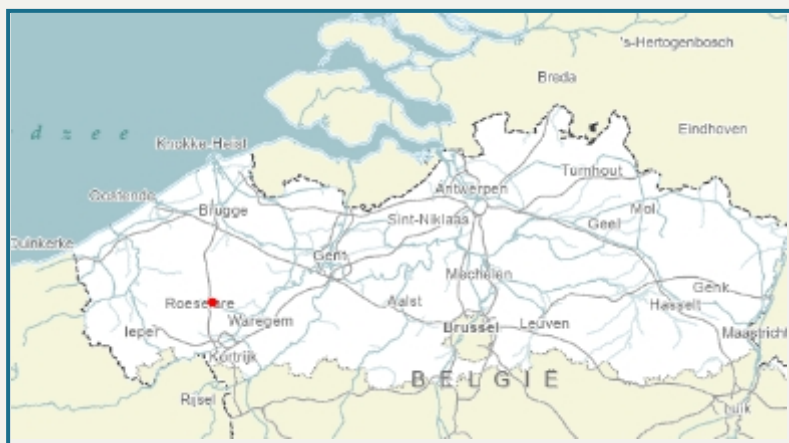 's-Hertogenbosch
Breda
Eindhoven
dzee
Knokke-Heist
Turnhout
Antwerpen
Oostende
Brugge
Mol
Sint-Niklaas
Geel
Duinkerke
Gent
Mechelen
Genk
Roeselare
Aalst
Hasselt
Waregem
Brussel
Leuven
Ieper
Maastricht
Kortrijk
BELGIË
Rijsel
Luik